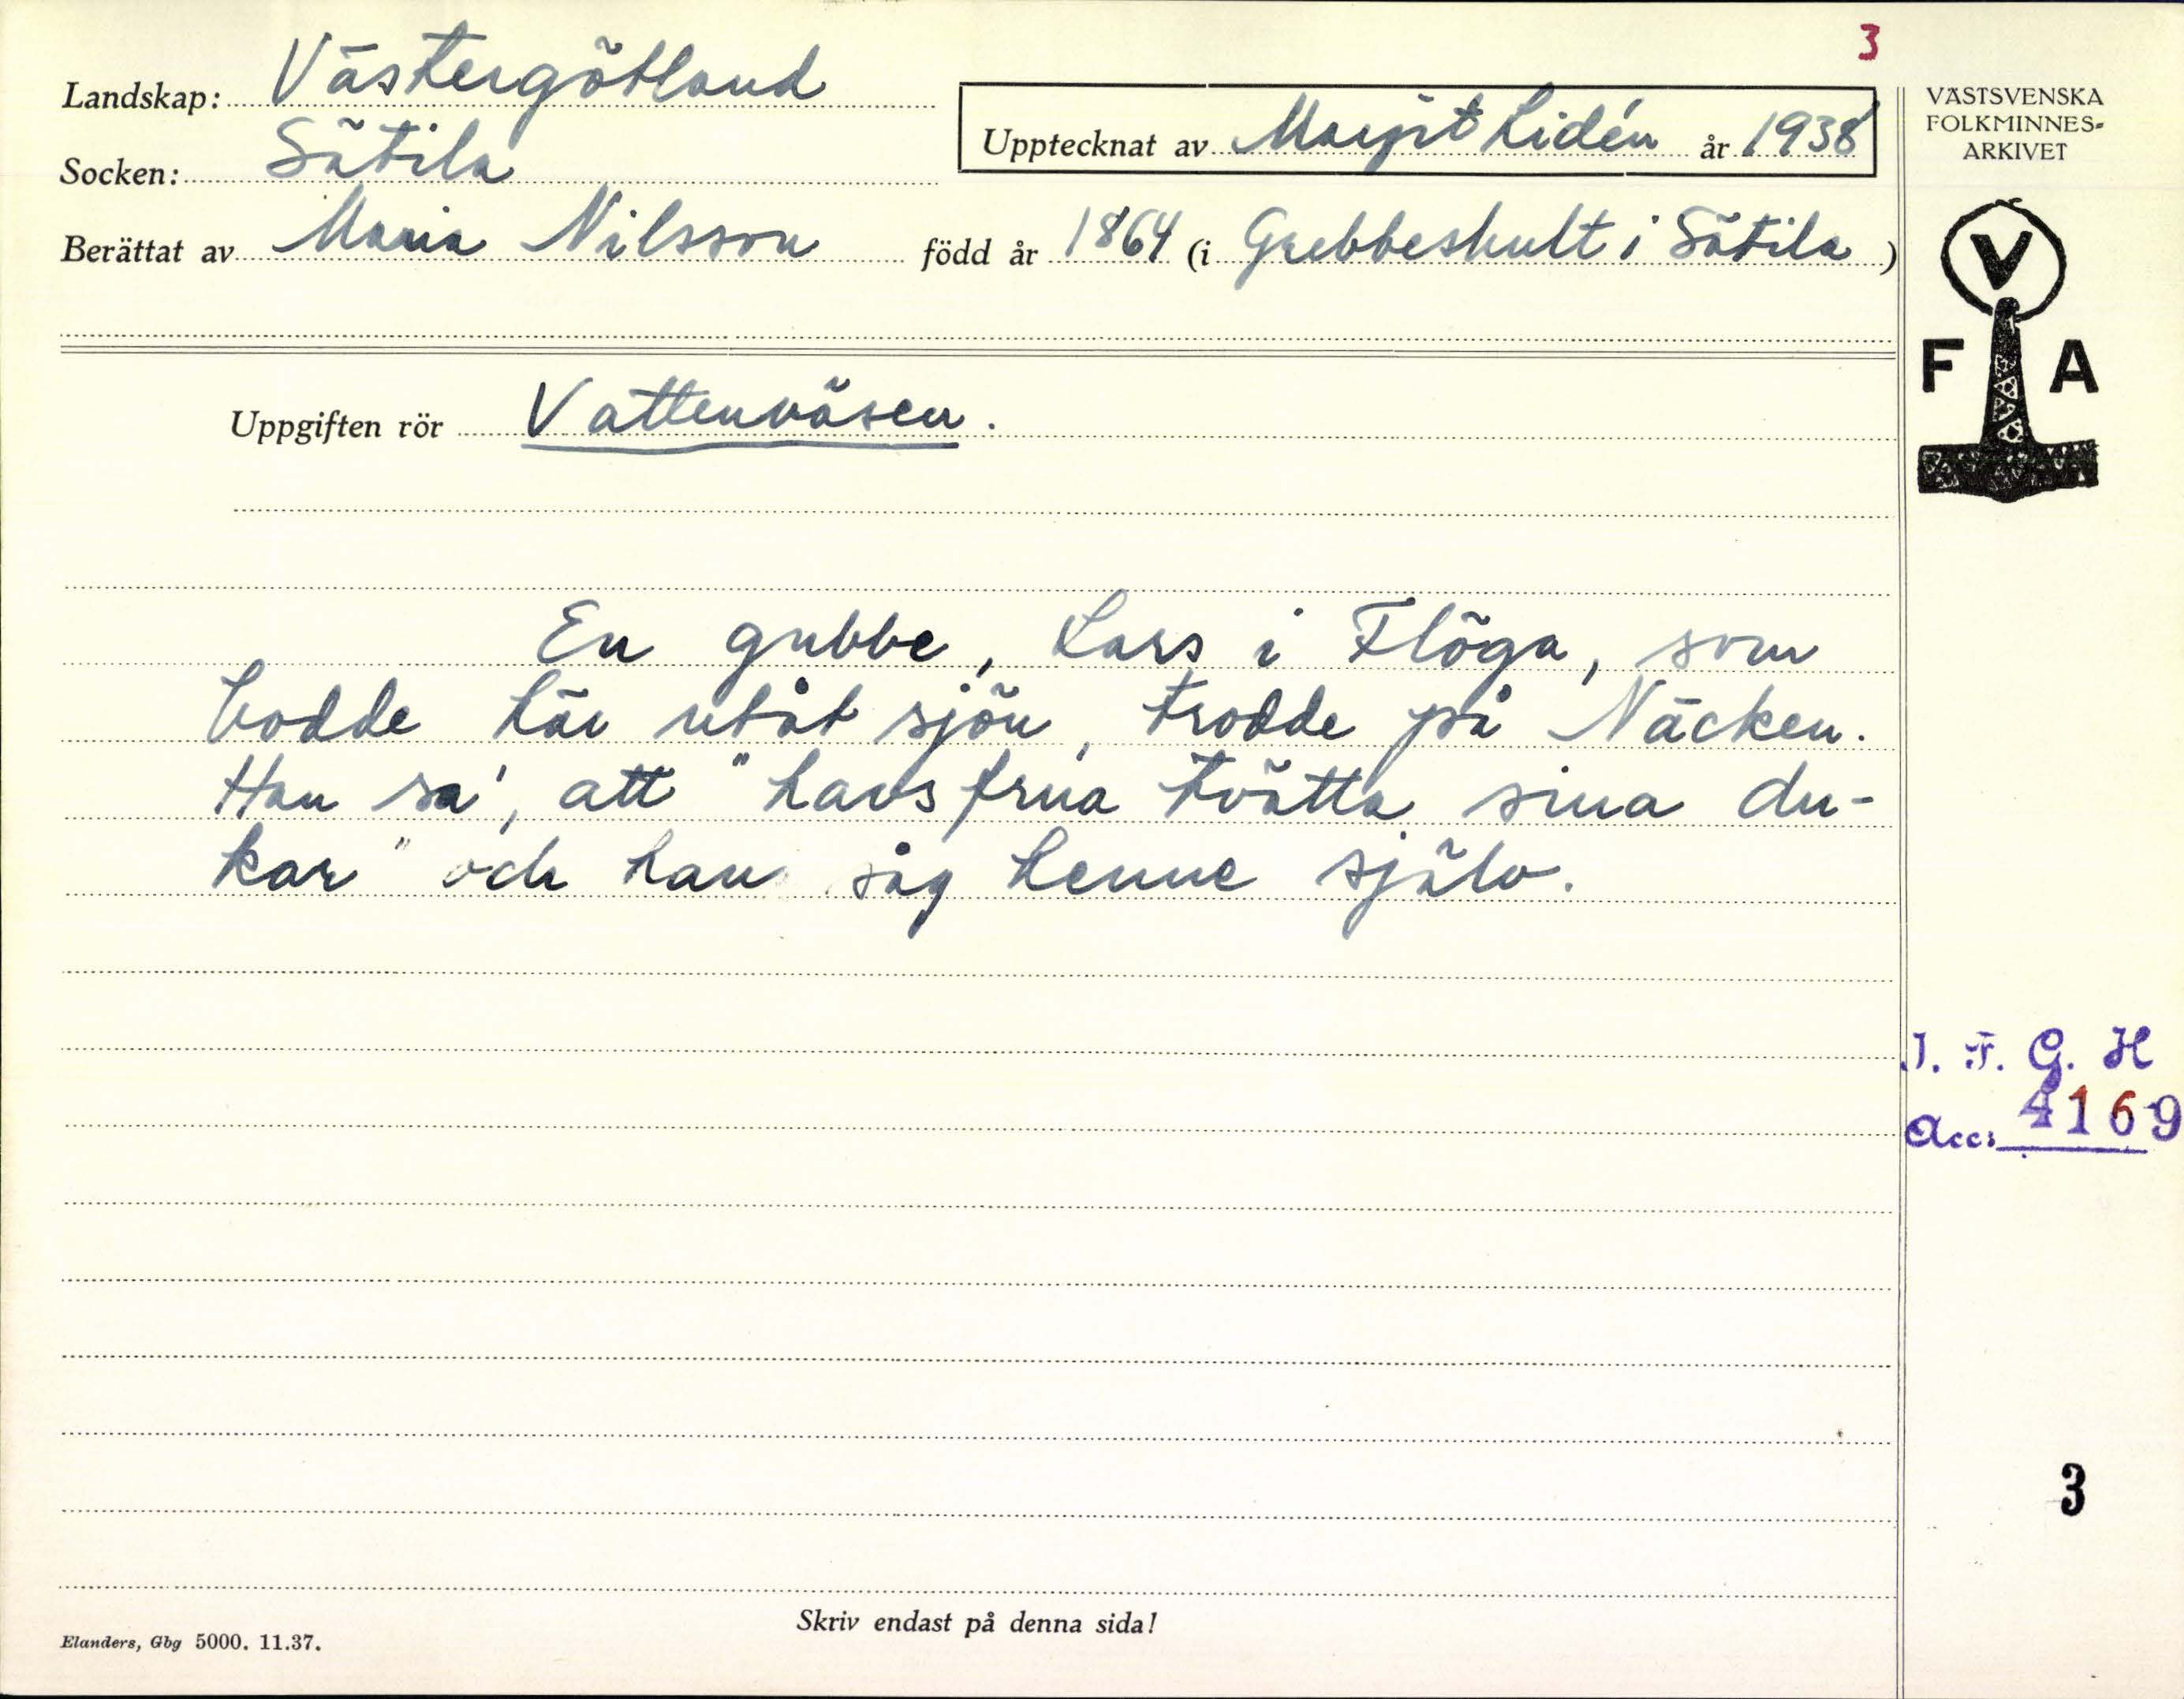 3
Landskap: Västergötland
Socken: Sätila
Upptecknat av Margit Lidén år 1938
Berättat av Maria Nilsson född år 1864 (i Grebbeshult i Sätila)
Uppgiften rör Vattenväsen.
En gubbe, Lars i Flöga, som
bodde här utåt sjön, trodde på Näcken.
Han sa', att "havsfrua tvätta sina du-
kar" och han såg henne själv.
Skriv endast på denna sida!
Elanders, Gbg 5000. 11.37.
VÄSTSVENSKA
FOLKMINNES-
ARKIVET
V
F A
I. F. G. H
Acc: 4169
3